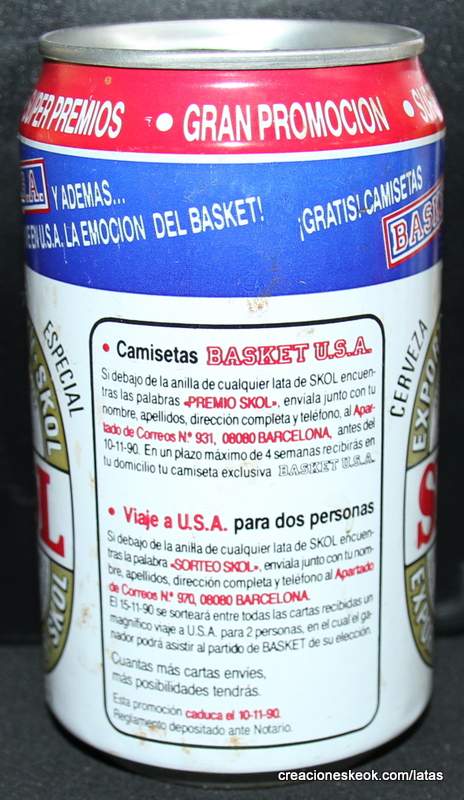 SUPER PREMIOS • GRAN PROMOCION •
U.S.A. Y ADEMAS... ¡GRATIS! CAMISETAS
E EN U.S.A. LA EMOCION DEL BASKET! BASK
ESPECIAL
CERVEZA
SKOL
EXPOR
• Camisetas BASKET U.S.A.
Si debajo de la anilla de cualquier lata de SKOL encuen-
tras las palabras «PREMIO SKOL», envíala junto con tu
nombre, apellidos, dirección completa y teléfono, al Apar-
tado de Correos N.º 931, 08080 BARCELONA, antes del
10-11-90. En un plazo máximo de 4 semanas recibirás en
tu domicilio tu camiseta exclusiva BASKET U.S.A.
• Viaje a U.S.A. para dos personas
Si debajo de la anilla de cualquier lata de SKOL encuen-
tras la palabra «SORTEO SKOL», envíala junto con tu nom-
bre, apellidos, dirección completa y teléfono al Apartado
de Correos N.º 970, 08080 BARCELONA.
El 15-11-90 se sorteará entre todas las cartas recibidas un
magnífico viaje a U.S.A. para 2 personas, en el cual el ga-
nador podrá asistir al partido de BASKET de su elección.
Cuantas más cartas envíes,
más posibilidades tendrás.
Esta promoción caduca el 10-11-90.
Reglamento depositado ante Notario.
creacioneskeok.com/latas